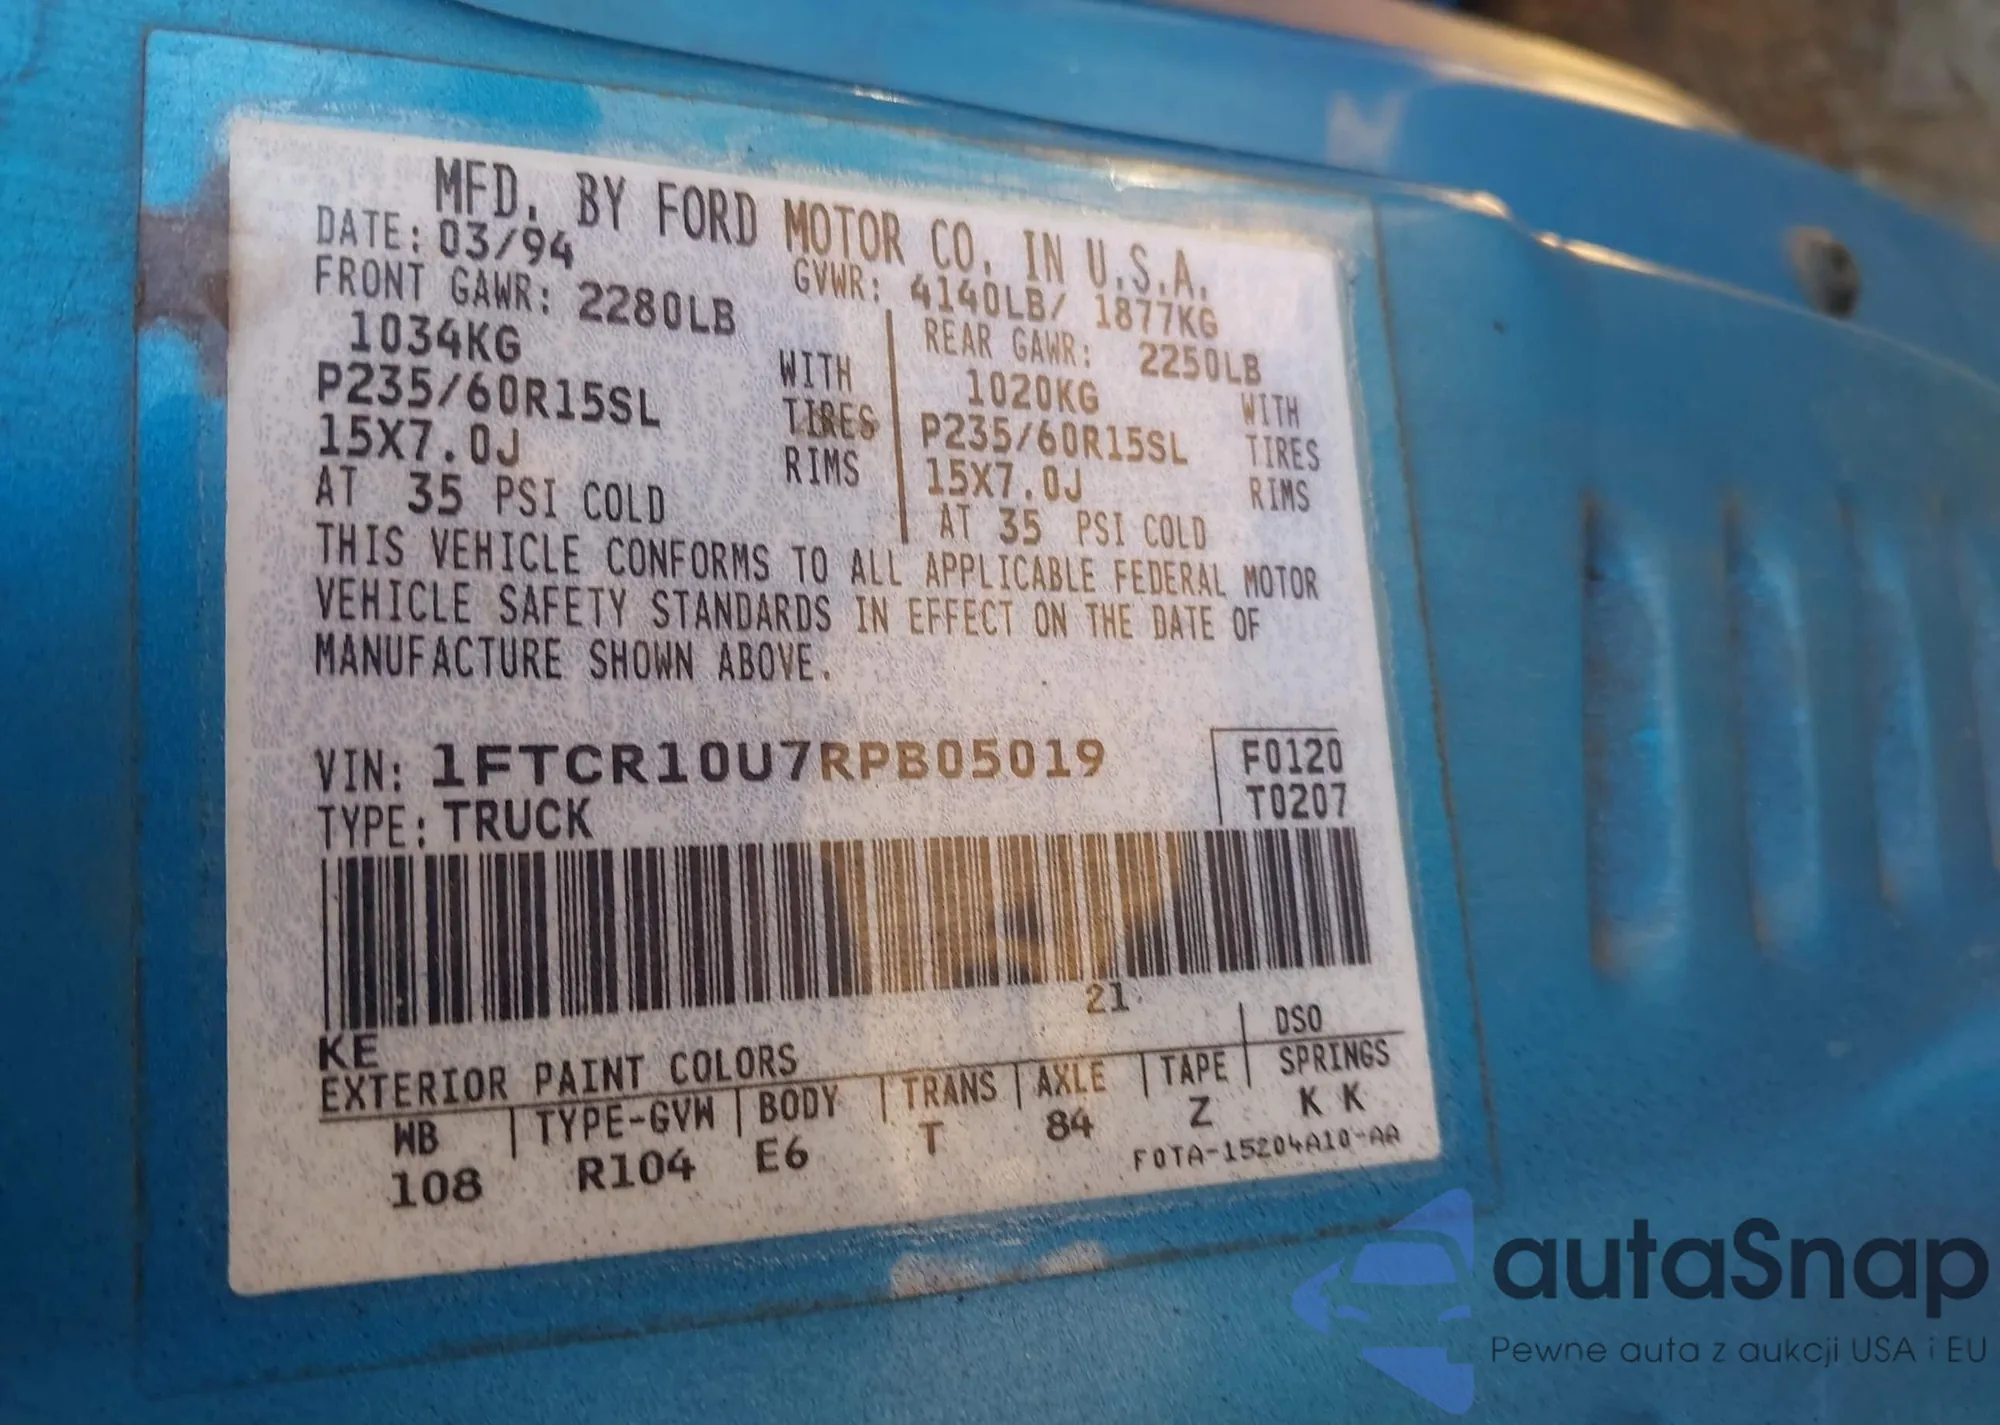 MFD. BY FORD MOTOR CO. IN U.S.A.
DATE: 03/94 GVWR: 4140LB/ 1877KG
FRONT GAWR: 2280LB REAR GAWR: 2250LB
1034KG WITH 1020KG WITH
P235/60R15SL TIRES P235/60R15SL TIRES
15X7.0J RIMS 15X7.0J RIMS
AT 35 PSI COLD AT 35 PSI COLD
THIS VEHICLE CONFORMS TO ALL APPLICABLE FEDERAL MOTOR
VEHICLE SAFETY STANDARDS IN EFFECT ON THE DATE OF
MANUFACTURE SHOWN ABOVE.
VIN: 1FTCR10U7RPB05019 F0120
TYPE: TRUCK T0207
21
KE DSO
EXTERIOR PAINT COLORS
WB TYPE-GVW BODY TRANS AXLE TAPE SPRINGS
108 R104 E6 T 84 Z K K
F0TA-15204A10-AA
autaSnap
Pewne auta z aukcji USA i EU